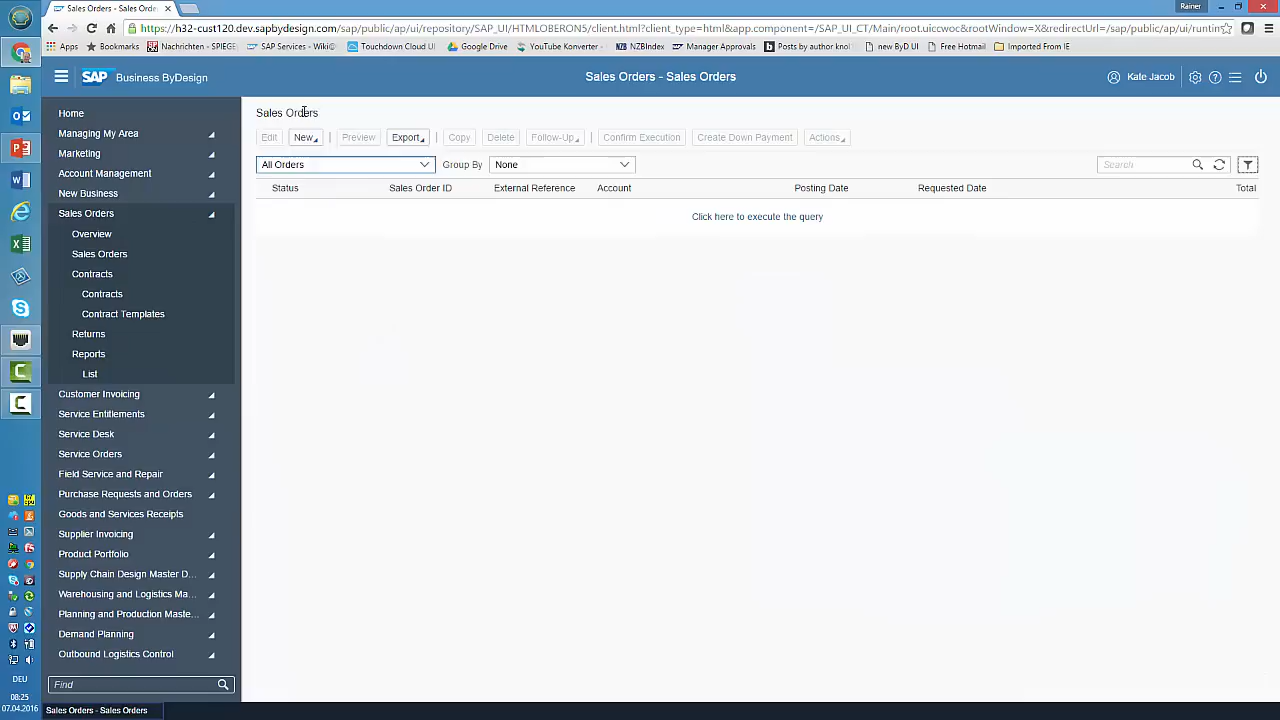 Sales Orders - Sales Orde
Rainer
https://h32-cust120.dev.sapbydesign.com/sap/public/ap/ui/repository/SAP_UI/HTMLOBERON5/client.html?client_type=html&app.component=/SAP_UI_CT/Main/root.uiccwoc&rootWindow=X&redirectUrl=/sap/public/ap/ui/runtin
Apps
Bookmarks
Nachrichten - SPIEGE
SAP Services - Wiki@
Touchdown Cloud UI
Google Drive
YouTube Konverter -
NZBIndex
Manager Approval
Posts by author knol
new ByD UI
Free Hotmail
Imported From IE
SAP Business ByDesign
Sales Orders - Sales Orders
Kate Jacob
Home
Managing My Area
Marketing
Account Management
New Business
Sales Orders
Overview
Sales Orders
Contracts
Contracts
Contract Templates
Returns
Reports
List
Customer Invoicing
Service Entitlements
Service Desk
Service Orders
Field Service and Repair
Purchase Requests and Orders
Goods and Services Receipts
Supplier Invoicing
Product Portfolio
Supply Chain Design Master D...
Warehousing and Logistics Ma...
Planning and Production Maste...
Demand Planning
Outbound Logistics Control
Find
Sales Orders
Edit New Preview Export Copy Delete Follow-Up Confirm Execution Create Down Payment Actions
All Orders Group By None Search
Status Sales Order ID External Reference Account Posting Date Requested Date Total
Click here to execute the query
DEU
08:25
07.04.2016
Sales Orders - Sales Orders